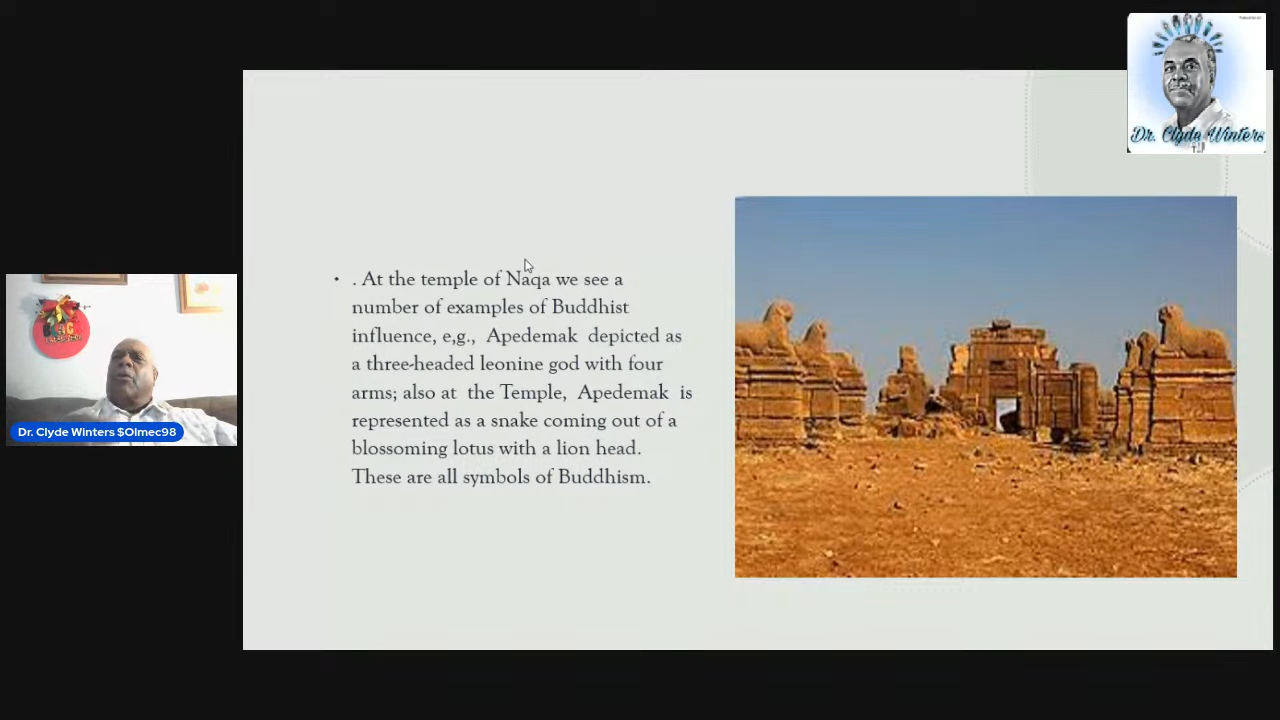 Dr. Clyde Winters
• . At the temple of Naqa we see a
number of examples of Buddhist
influence, e,g., Apedemak depicted as
a three-headed leonine god with four
arms; also at the Temple, Apedemak is
represented as a snake coming out of a
blossoming lotus with a lion head.
These are all symbols of Buddhism.
Dr. Clyde Winters $Olmec98